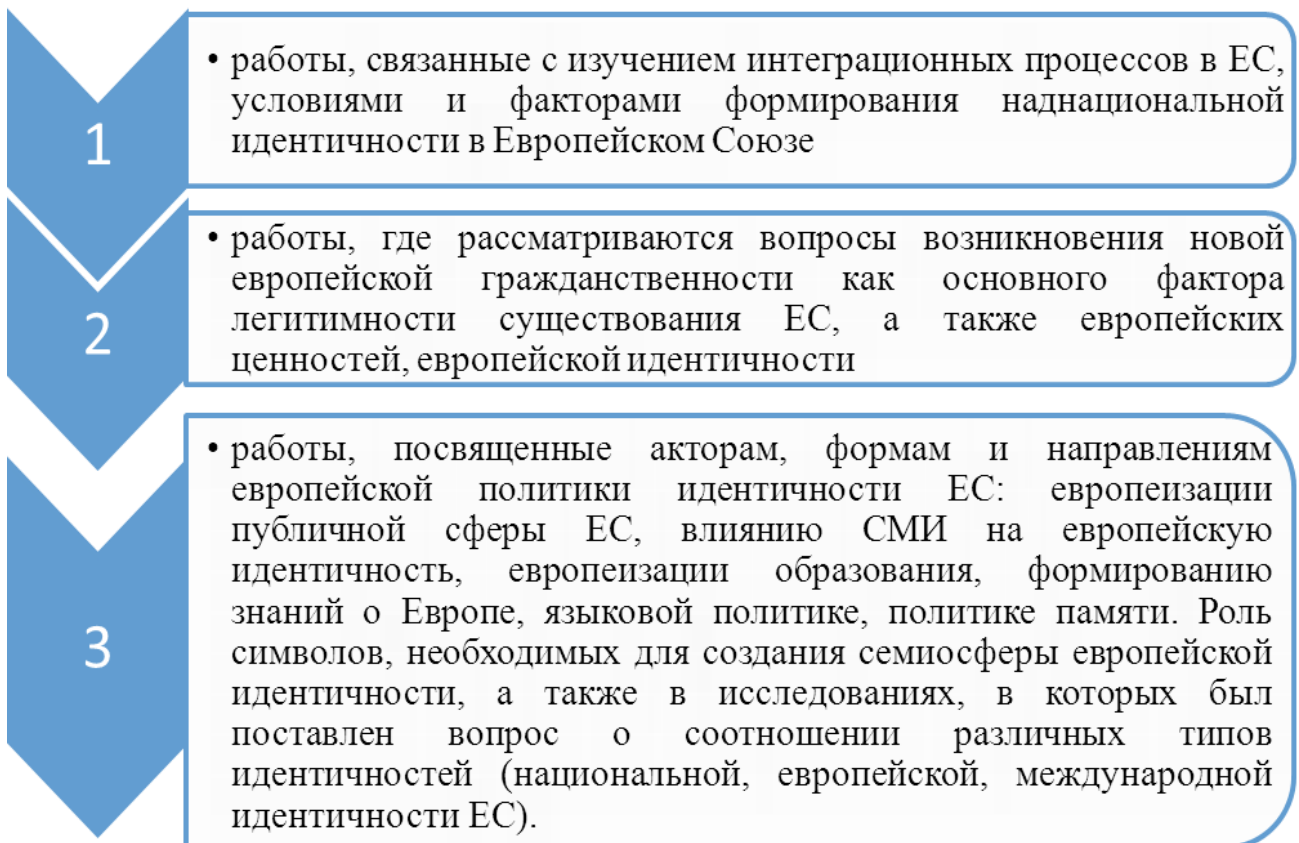 1
• работы, связанные с изучением интеграционных процессов в ЕС,
условиями и факторами формирования наднациональной
идентичности в Европейском Союзе
2
• работы, где рассматриваются вопросы возникновения новой
европейской гражданственности как основного фактора
легитимности существования ЕС, а также европейских
ценностей, европейской идентичности
3
• работы, посвященные акторам, формам и направлениям
европейской политики идентичности ЕС: европеизации
публичной сферы ЕС, влиянию СМИ на европейскую
идентичность, европеизации образования, формированию
знаний о Европе, языковой политике, политике памяти. Роль
символов, необходимых для создания семиосферы европейской
идентичности, а также в исследованиях, в которых был
поставлен вопрос о соотношении различных типов
идентичностей (национальной, европейской, международной
идентичности ЕС).